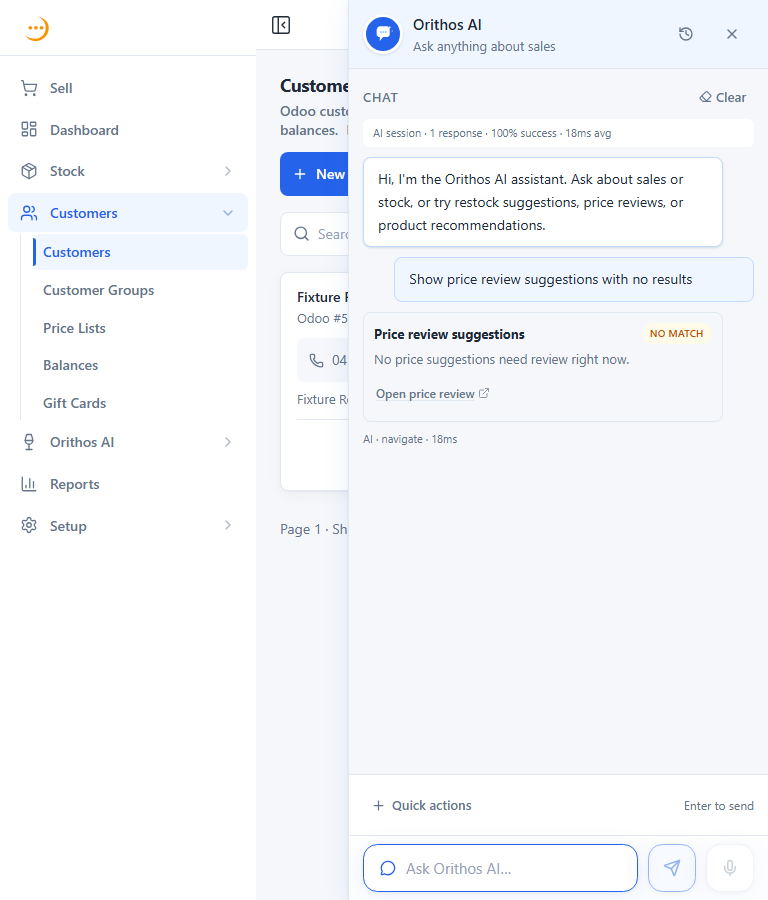 Sell
Dashboard
Stock
Customers
Customers
Customer Groups
Price Lists
Balances
Gift Cards
Orithos AI
Reports
Setup
Custome
Odoo custo
balances.
New
Searc
Fixture F
Odoo #5
04
Fixture Re
Page 1 · Sh
Orithos AI
Ask anything about sales
CHAT
Clear
AI session · 1 response · 100% success · 18ms avg
Hi, I'm the Orithos AI assistant. Ask about sales or
stock, or try restock suggestions, price reviews, or
product recommendations.
Show price review suggestions with no results
Price review suggestions
NO MATCH
No price suggestions need review right now.
Open price review
AI · navigate · 18ms
Quick actions
Enter to send
Ask Orithos AI...